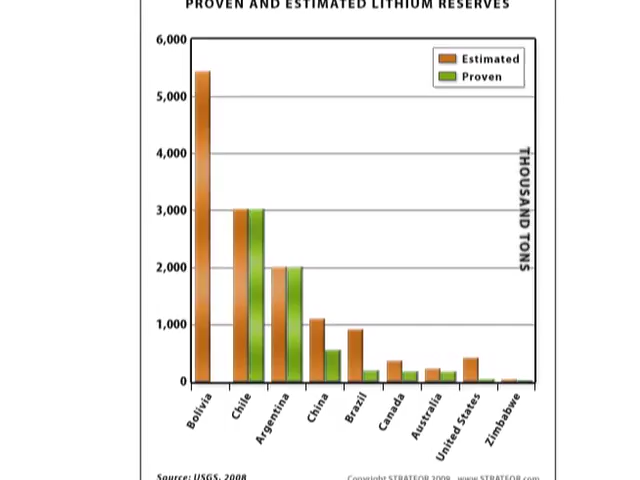 PROVEN AND ESTIMATED LITHIUM RESERVES
6,000
Estimated
Proven
5,000
4,000
THOUSAND TONS
3,000
2,000
1,000
0
Bolivia
Chile
Argentina
China
Brazil
Canada
Australia
United States
Zimbabwe
Source: USGS, 2008
Copyright STRATFOR 2009 www.STRATFOR.com